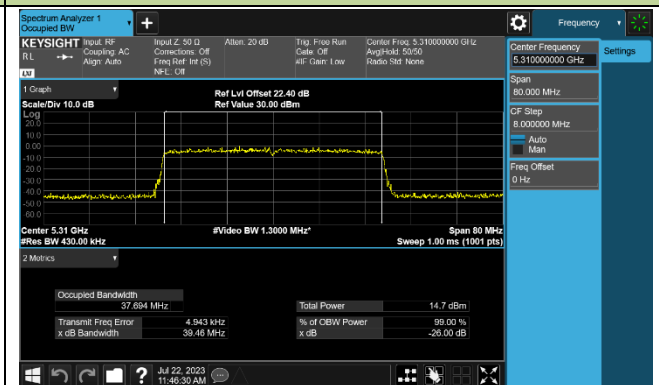 Spectrum Analyzer 1
Occupied BW
+
Frequency
KEYSIGHT
Input: RF
Input Z: 50 Ω
Atten: 20 dB
Trig: Free Run
Center Freq: 5.310000000 GHz
RL
Coupling: AC
Corrections: Off
Gate: Off
Avg|Hold: 50/50
Align: Auto
Freq Ref: Int (S)
#IF Gain: Low
Radio Std: None
LXI
NFE: Off
Center Frequency
5.310000000 GHz
Settings
Span
80.000 MHz
CF Step
8.000000 MHz
Auto
Man
Freq Offset
0 Hz
1 Graph
Ref Lvl Offset 22.40 dB
Scale/Div 10.0 dB
Ref Value 30.00 dBm
Log
20.0
10.0
0.00
-10.0
-20.0
-30.0
-40.0
-50.0
-60.0
Center 5.31 GHz
#Video BW 1.3000 MHz*
Span 80 MHz
#Res BW 430.00 kHz
Sweep 1.00 ms (1001 pts)
2 Metrics
Occupied Bandwidth
37.694 MHz
Total Power
14.7 dBm
Transmit Freq Error
4.943 kHz
% of OBW Power
99.00 %
x dB Bandwidth
39.46 MHz
x dB
-26.00 dB
?
Jul 22, 2023
11:46:30 AM